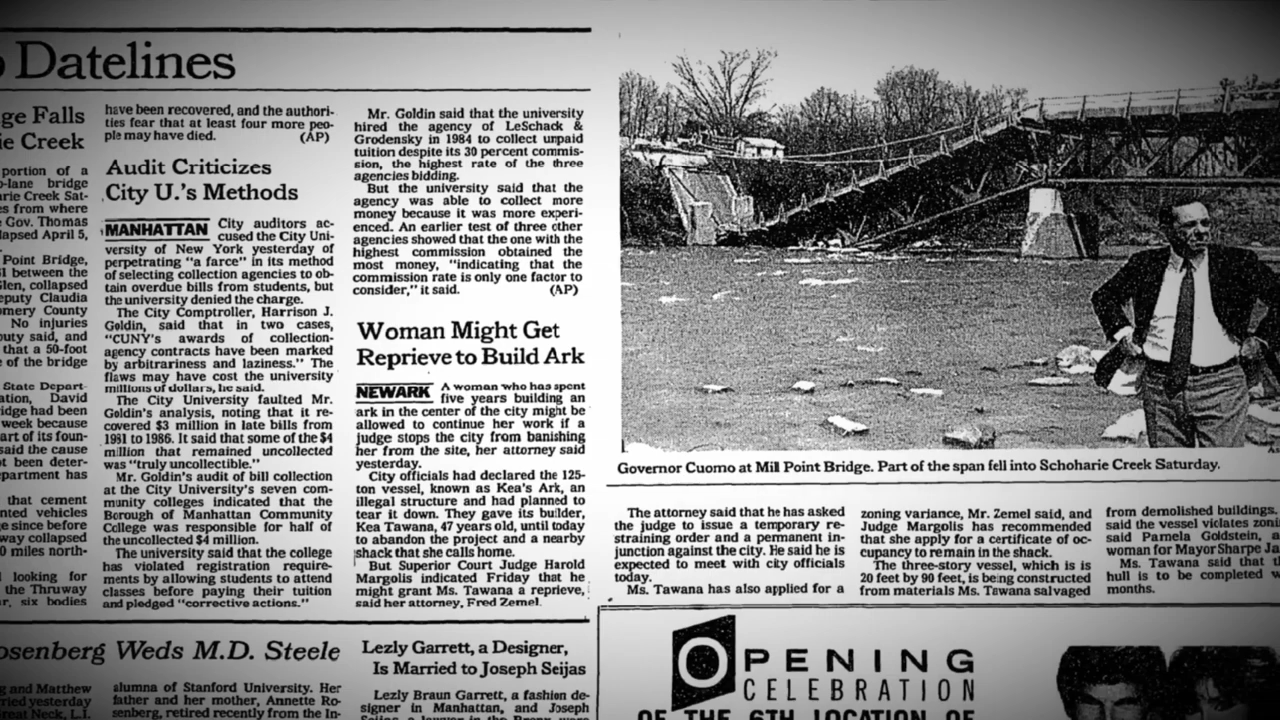 Datelines
ge Falls
ie Creek
portion of a
o-lane bridge
arie Creek Sat-
es from where
Gov. Thomas
lapsed April 5,
Point Bridge,
between the
Glen, collapsed
eputy Claudia
omery County
No injuries
puty said, and
that a 50-foot
e of the bridge
State Depart-
ation, David
ridge had been
week because
art of its foun-
said the cause
ot been deter-
epartment has
that cement
nted vehicles
e since before
way collapsed
0 miles north-
looking for
the Thruway
ar, six bodies
have been recovered, and the authori-
ties fear that at least four more peo-
ple may have died. (AP)
Audit Criticizes
City U.'s Methods
MANHATTAN City auditors ac-
cused the City Uni-
versity of New York yesterday of
perpetrating "a farce" in its method
of selecting collection agencies to ob-
tain overdue bills from students, but
the university denied the charge.
The City Comptroller, Harrison J.
Goldin, said that in two cases,
"CUNY's awards of collection-
agency contracts have been marked
by arbitrariness and laziness." The
flaws may have cost the university
millions of dollars, he said.
The City University faulted Mr.
Goldin's analysis, noting that it re-
covered $3 million in late bills from
1981 to 1986. It said that some of the $4
million that remained uncollected
was "truly uncollectible."
Mr. Goldin's audit of bill collection
at the City University's seven com-
munity colleges indicated that the
Borough of Manhattan Community
College was responsible for half of
the uncollected $4 million.
The university said that the college
has violated registration require-
ments by allowing students to attend
classes before paying their tuition
and pledged "corrective actions."
Mr. Goldin said that the university
hired the agency of LeSchack &
Grodensky in 1984 to collect unpaid
tuition despite its 30 percent commis-
sion, the highest rate of the three
agencies bidding.
But the university said that the
agency was able to collect more
money because it was more experi-
enced. An earlier test of three other
agencies showed that the one with the
highest commission obtained the
most money, "indicating that the
commission rate is only one factor to
consider," it said. (AP)
Woman Might Get
Reprieve to Build Ark
NEWARK A woman who has spent
five years building an
ark in the center of the city might be
allowed to continue her work if a
judge stops the city from banishing
her from the site, her attorney said
yesterday.
City officials had declared the 125-
ton vessel, known as Kea's Ark, an
illegal structure and had planned to
tear it down. They gave its builder,
Kea Tawana, 47 years old, until today
to abandon the project and a nearby
shack that she calls home.
But Superior Court Judge Harold
Margolis indicated Friday that he
might grant Ms. Tawana a reprieve,
said her attorney, Fred Zemel.
Governor Cuomo at Mill Point Bridge. Part of the span fell into Schoharie Creek Saturday.
The attorney said that he has asked
the judge to issue a temporary re-
straining order and a permanent in-
junction against the city. He said he is
expected to meet with city officials
today.
Ms. Tawana has also applied for a
zoning variance, Mr. Zemel said, and
Judge Margolis has recommended
that she apply for a certificate of oc-
cupancy to remain in the shack.
The three-story vessel, which is is
20 feet by 90 feet, is being constructed
from materials Ms. Tawana salvaged
from demolished buildings.
said the vessel violates zoni
said Pamela Goldstein, a
woman for Mayor Sharpe Ja
Ms. Tawana said that t
hull is to be completed w
months.
osenberg Weds M.D. Steele
g and Matthew
rried yesterday
Great Neck, L.I.
alumna of Stanford University. Her
father and her mother, Annette Ro-
senberg, retired recently from the In-
Lezly Garrett, a Designer,
Is Married to Joseph Seijas
Lezly Braun Garrett, a fashion de-
signer in Manhattan, and Joseph
Seijas, a lawyer in the Bronx, were
OPENING
CELEBRATION
OF THE 6TH LOCATION OF